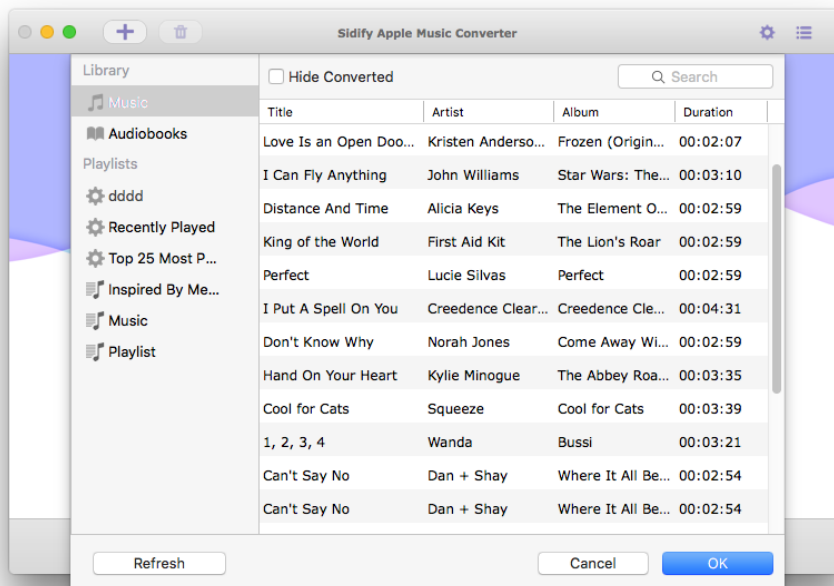 Sidify Apple Music Converter
Library
Music
Audiobooks
Playlists
dddd
Recently Played
Top 25 Most P...
Inspired By Me...
Music
Playlist
Hide Converted
Search
Title Artist Album Duration
Love Is an Open Doo... Kristen Anderso... Frozen (Origin... 00:02:07
I Can Fly Anything John Williams Star Wars: The... 00:03:10
Distance And Time Alicia Keys The Element O... 00:02:59
King of the World First Aid Kit The Lion's Roar 00:02:59
Perfect Lucie Silvas Perfect 00:02:59
I Put A Spell On You Creedence Clear... Creedence Cle... 00:04:31
Don't Know Why Norah Jones Come Away Wi... 00:02:59
Hand On Your Heart Kylie Minogue The Abbey Roa... 00:03:35
Cool for Cats Squeeze Cool for Cats 00:03:39
1, 2, 3, 4 Wanda Bussi 00:03:21
Can't Say No Dan + Shay Where It All Be... 00:02:54
Can't Say No Dan + Shay Where It All Be... 00:02:54
Refresh Cancel OK